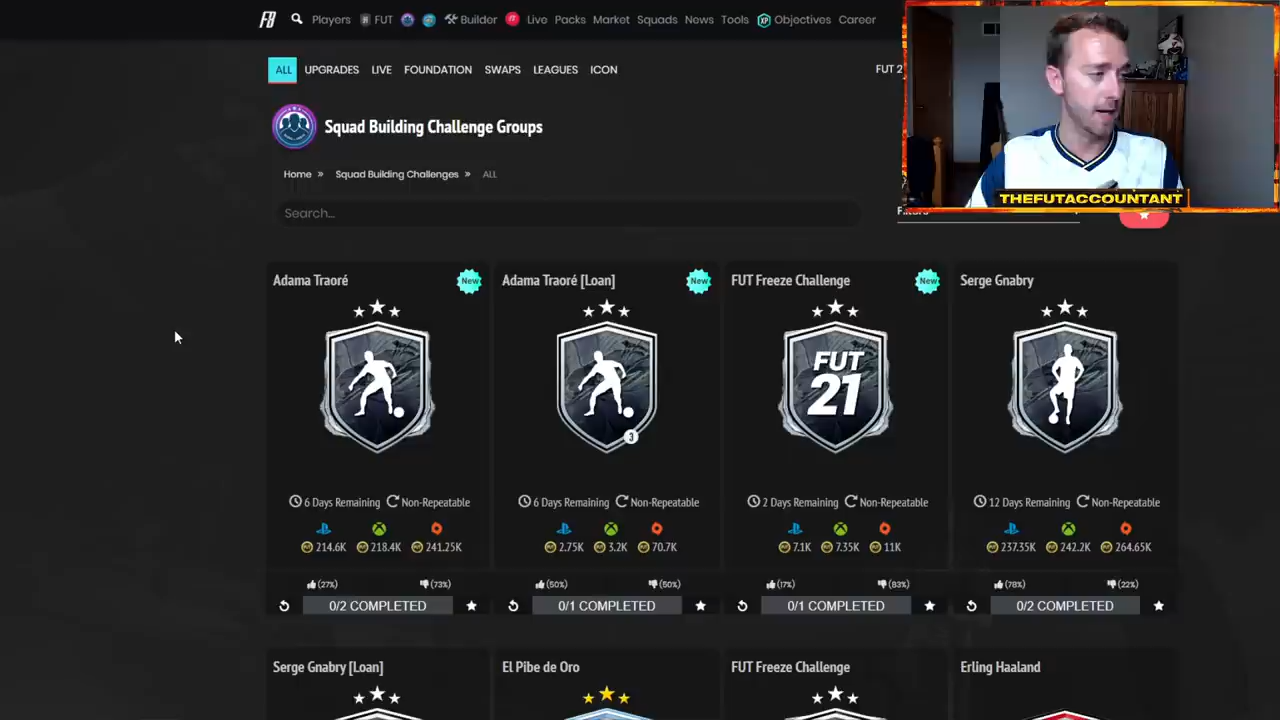 FB Players FUT Builder Live Packs Market Squads News Tools XP Objectives Career
ALL UPGRADES LIVE FOUNDATION SWAPS LEAGUES ICON FUT 2
Squad Building Challenge Groups
THEFUTACCOUNTANT
Home » Squad Building Challenges » ALL
Search...
Adama Traoré New Adama Traoré [Loan] New FUT Freeze Challenge New Serge Gnabry
FUT
21
3
6 Days Remaining Non-Repeatable 6 Days Remaining Non-Repeatable 2 Days Remaining Non-Repeatable 12 Days Remaining Non-Repeatable
214.6K 218.4K 241.25K 2.75K 3.2K 70.7K 7.1K 7.35K 11K 237.35K 242.2K 264.65K
(27%) (73%) (50%) (50%) (17%) (83%) (78%) (22%)
0/2 COMPLETED 0/1 COMPLETED 0/1 COMPLETED 0/2 COMPLETED
Serge Gnabry [Loan] El Pibe de Oro FUT Freeze Challenge Erling Haaland